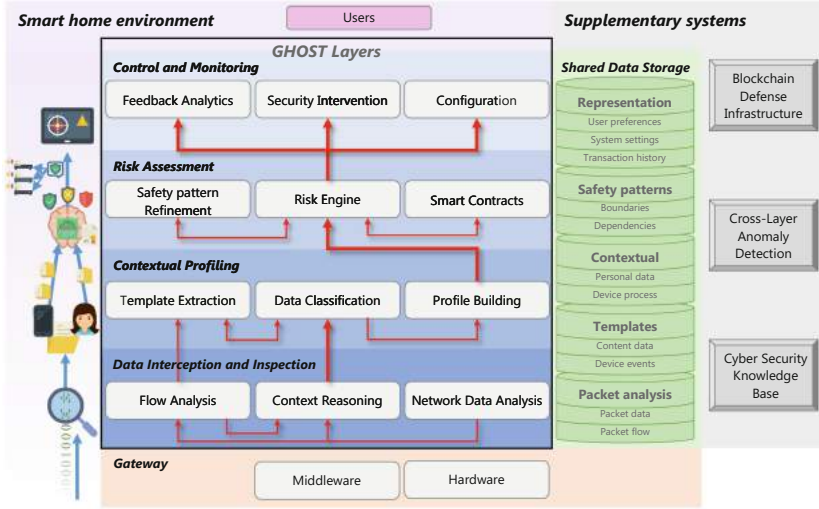 Smart home environment
Users
Supplementary systems
GHOST Layers
Control and Monitoring
Feedback Analytics
Security Intervention
Configuration
Risk Assessment
Safety pattern
Refinement
Risk Engine
Smart Contracts
Contextual Profiling
Template Extraction
Data Classification
Profile Building
Data Interception and Inspection
Flow Analysis
Context Reasoning
Network Data Analysis
Gateway
Middleware
Hardware
Shared Data Storage
Representation
User preferences
System settings
Transaction history
Safety patterns
Boundaries
Dependencies
Contextual
Personal data
Device process
Templates
Content data
Device events
Packet analysis
Packet data
Packet flow
Blockchain
Defense
Infrastructure
Cross-Layer
Anomaly
Detection
Cyber Security
Knowledge
Base